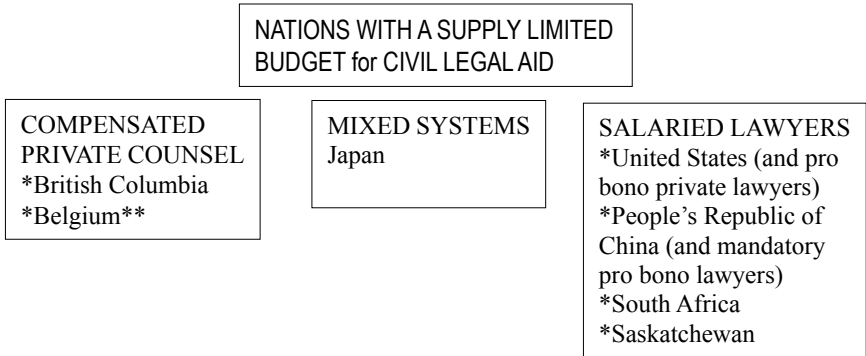 NATIONS WITH A SUPPLY LIMITED
BUDGET for CIVIL LEGAL AID
COMPENSATED
PRIVATE COUNSEL
*British Columbia
*Belgium**
MIXED SYSTEMS
Japan
SALARIED LAWYERS
*United States (and pro
bono private lawyers)
*People’s Republic of
China (and mandatory
pro bono lawyers)
*South Africa
*Saskatchewan